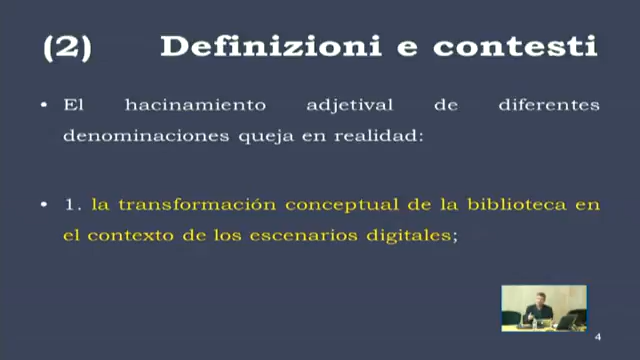 (2) Definizioni e contesti
• El hacinamiento adjetival de diferentes
denominaciones queja en realidad:
• 1. la transformación conceptual de la biblioteca en
el contexto de los escenarios digitales;
4